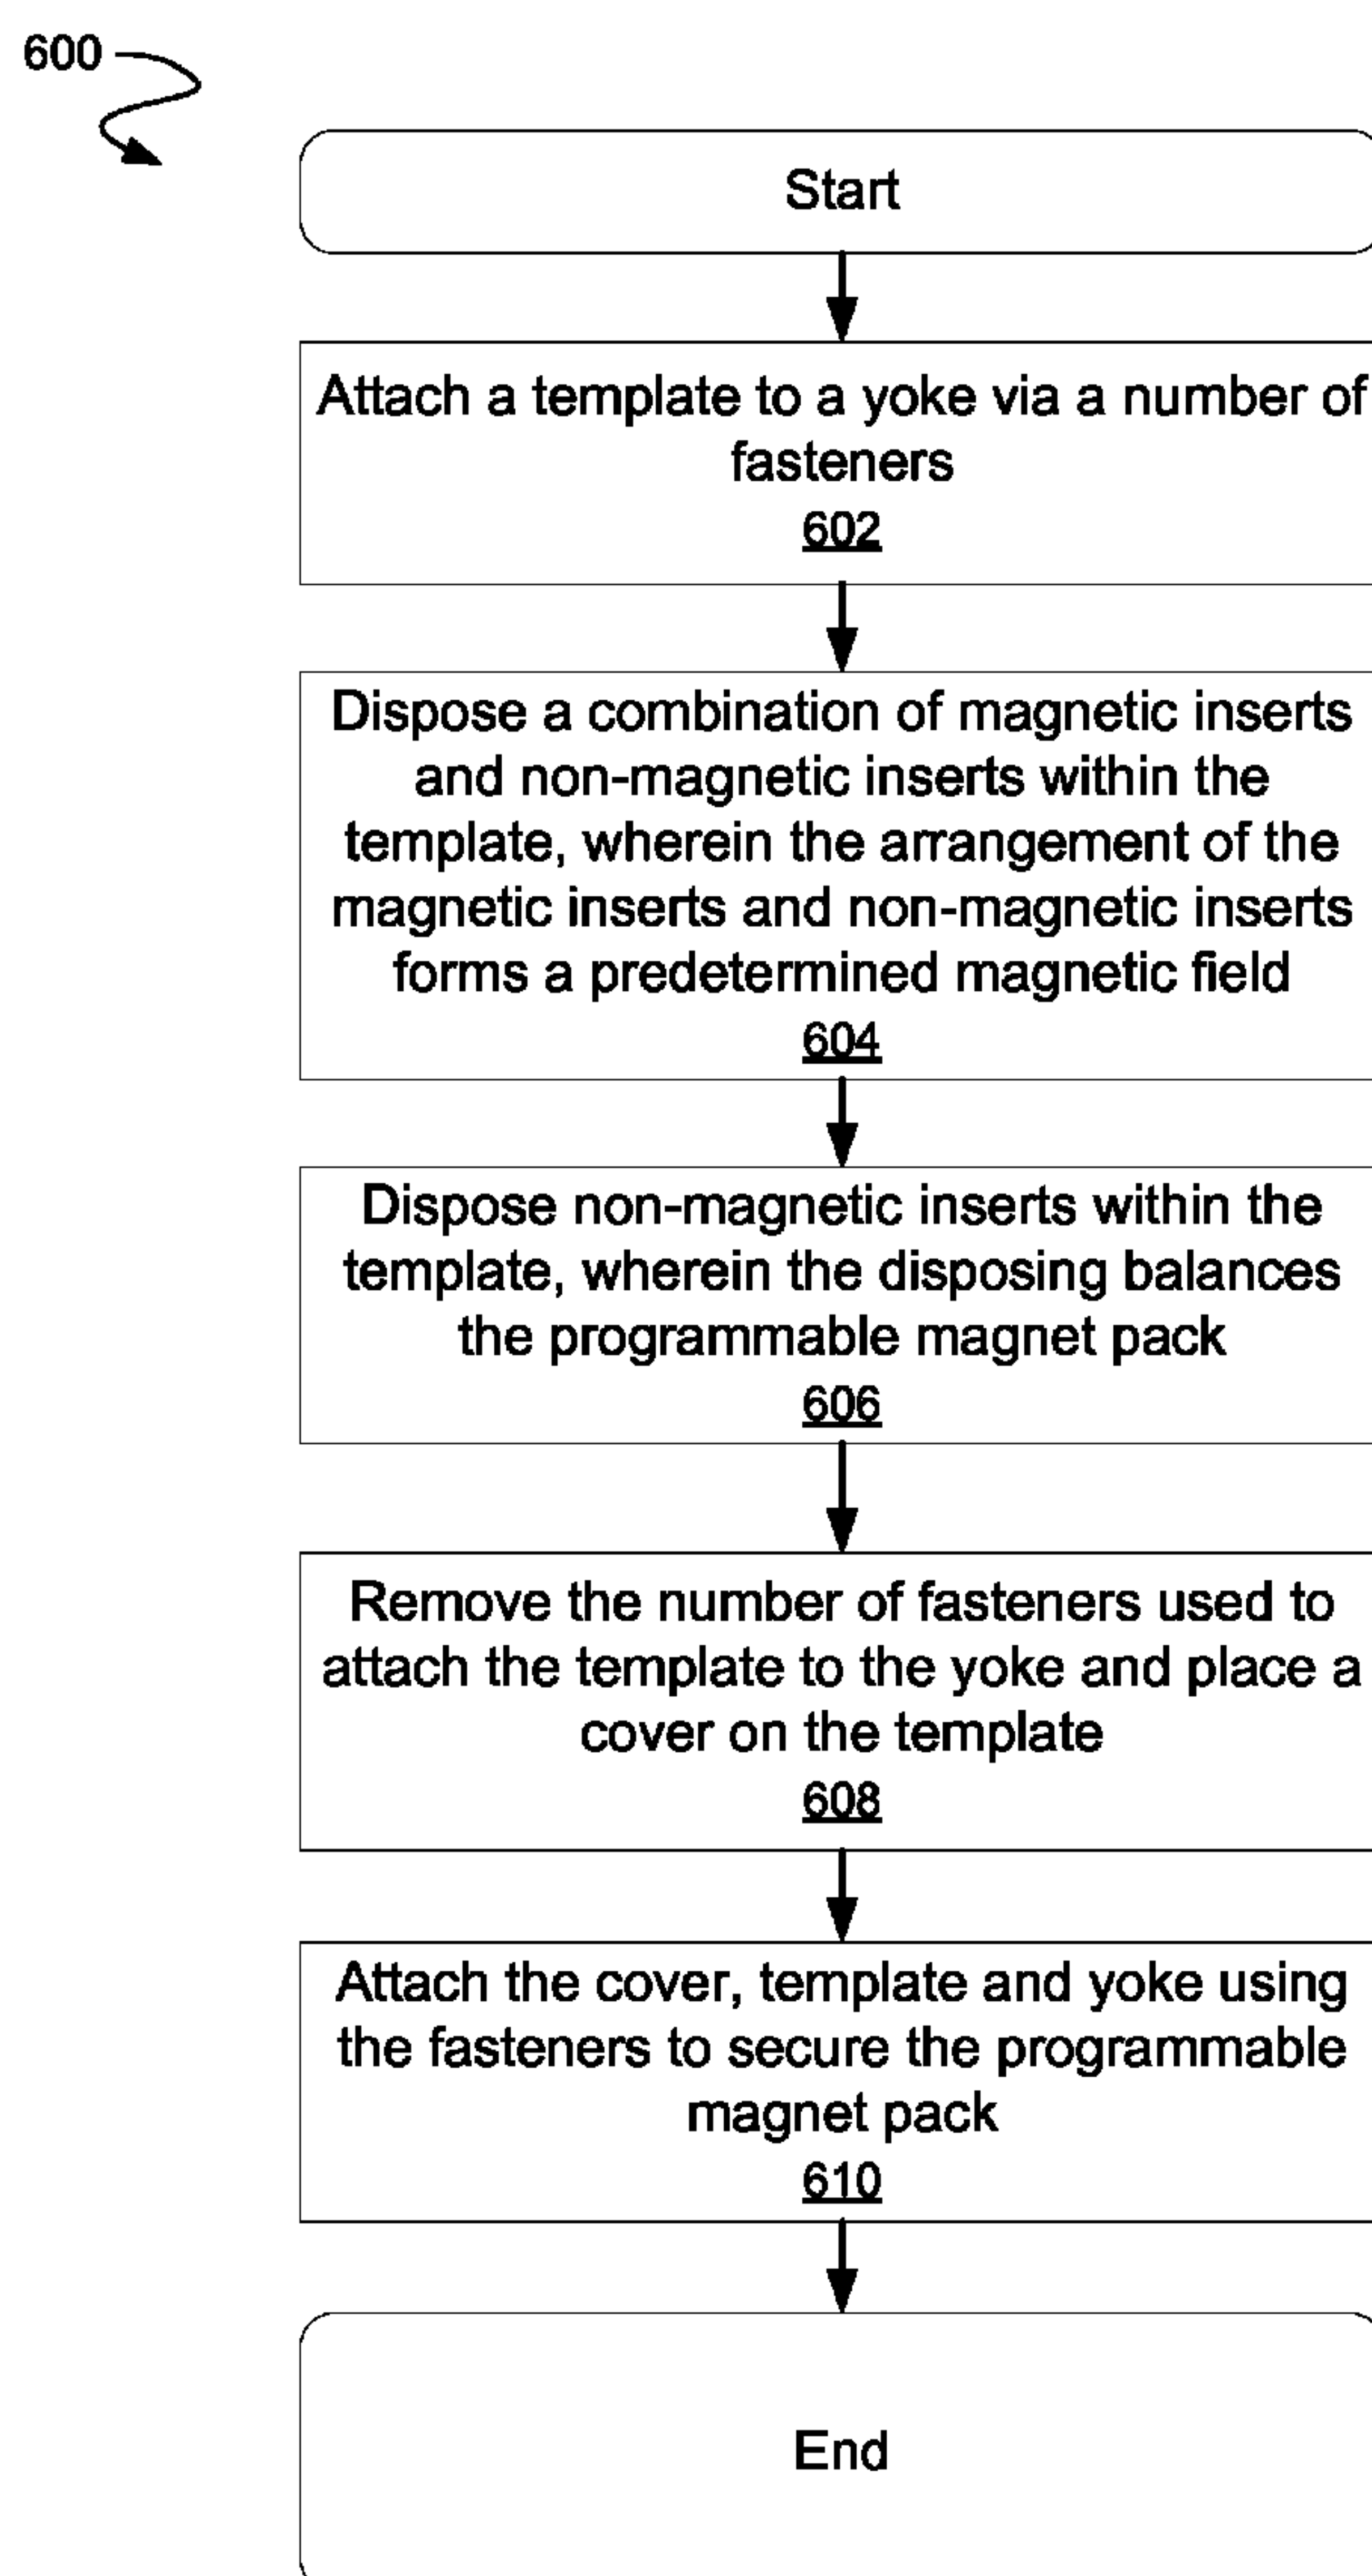 600
Start
Attach a template to a yoke via a number of
fasteners
602
Dispose a combination of magnetic inserts
and non-magnetic inserts within the
template, wherein the arrangement of the
magnetic inserts and non-magnetic inserts
forms a predetermined magnetic field
604
Dispose non-magnetic inserts within the
template, wherein the disposing balances
the programmable magnet pack
606
Remove the number of fasteners used to
attach the template to the yoke and place a
cover on the template
608
Attach the cover, template and yoke using
the fasteners to secure the programmable
magnet pack
610
End